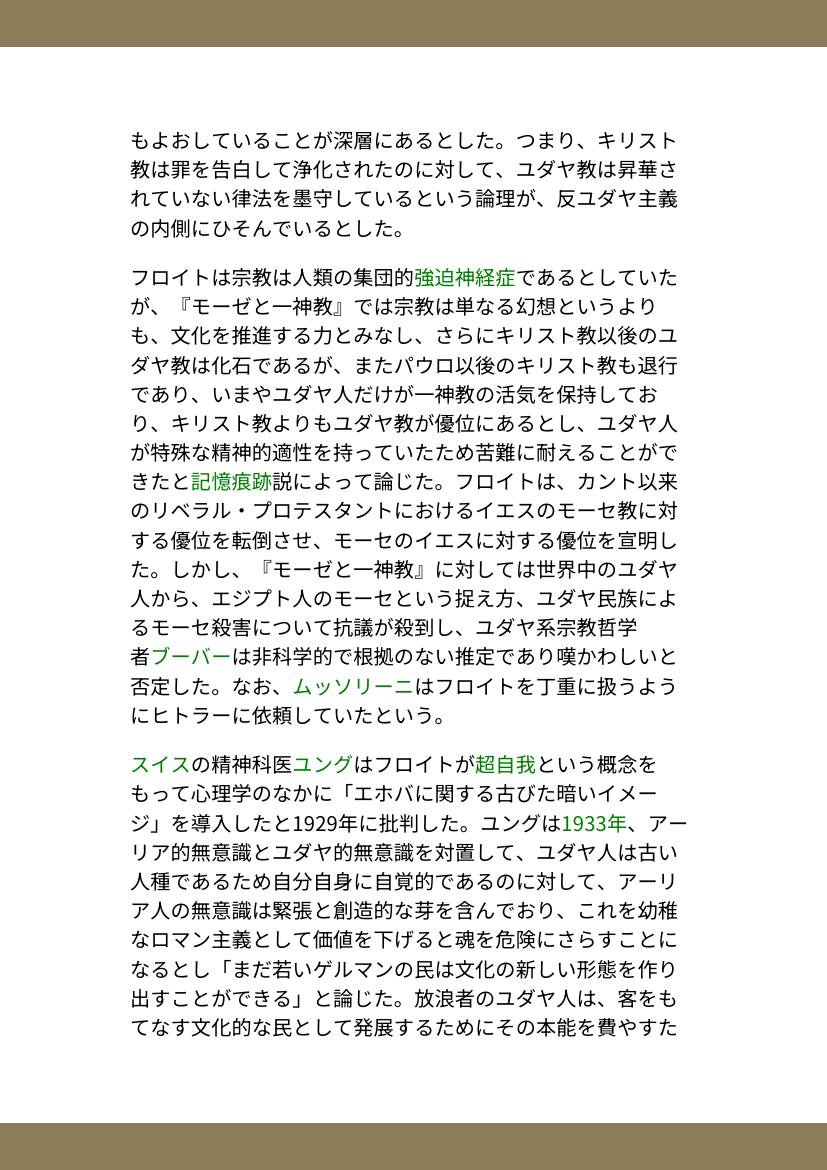 もよおしていることが深層にあるとした。つまり、キリスト
教は罪を告白して浄化されたのに対して、ユダヤ教は昇華さ
れていない律法を墨守しているという論理が、反ユダヤ主義
の内側にひそんでいるとした。
フロイトは宗教は人類の集団的強迫神経症であるとしていた
が、『モーゼと一神教』では宗教は単なる幻想というより
も、文化を推進する力とみなし、さらにキリスト教以後のユ
ダヤ教は化石であるが、またパウロ以後のキリスト教も退行
であり、いまやユダヤ人だけが一神教の活気を保持してお
り、キリスト教よりもユダヤ教が優位にあるとし、ユダヤ人
が特殊な精神的適性を持っていたため苦難に耐えることがで
きたと記憶痕跡説によって論じた。フロイトは、カント以来
のリベラル・プロテスタントにおけるイエスのモーセ教に対
する優位を転倒させ、モーセのイエスに対する優位を宣明し
た。しかし、『モーゼと一神教』に対しては世界中のユダヤ
人から、エジプト人のモーセという捉え方、ユダヤ民族によ
るモーセ殺害について抗議が殺到し、ユダヤ系宗教哲学
者ブーバーは非科学的で根拠のない推定であり嘆かわしいと
否定した。なお、ムッソリーニはフロイトを丁重に扱うよう
にヒトラーに依頼していたという。
スイスの精神科医ユングはフロイトが超自我という概念を
もって心理学のなかに「エホバに関する古びた暗いイメー
ジ」を導入したと1929年に批判した。ユングは1933年、アー
リア的無意識とユダヤ的無意識を対置して、ユダヤ人は古い
人種であるため自分自身に自覚的であるのに対して、アーリ
ア人の無意識は緊張と創造的な芽を含んでおり、これを幼稚
なロマン主義として価値を下げると魂を危険にさらすことに
なるとし「まだ若いゲルマンの民は文化の新しい形態を作り
出すことができる」と論じた。放浪者のユダヤ人は、客をも
てなす文化的な民として発展するためにその本能を費やすた